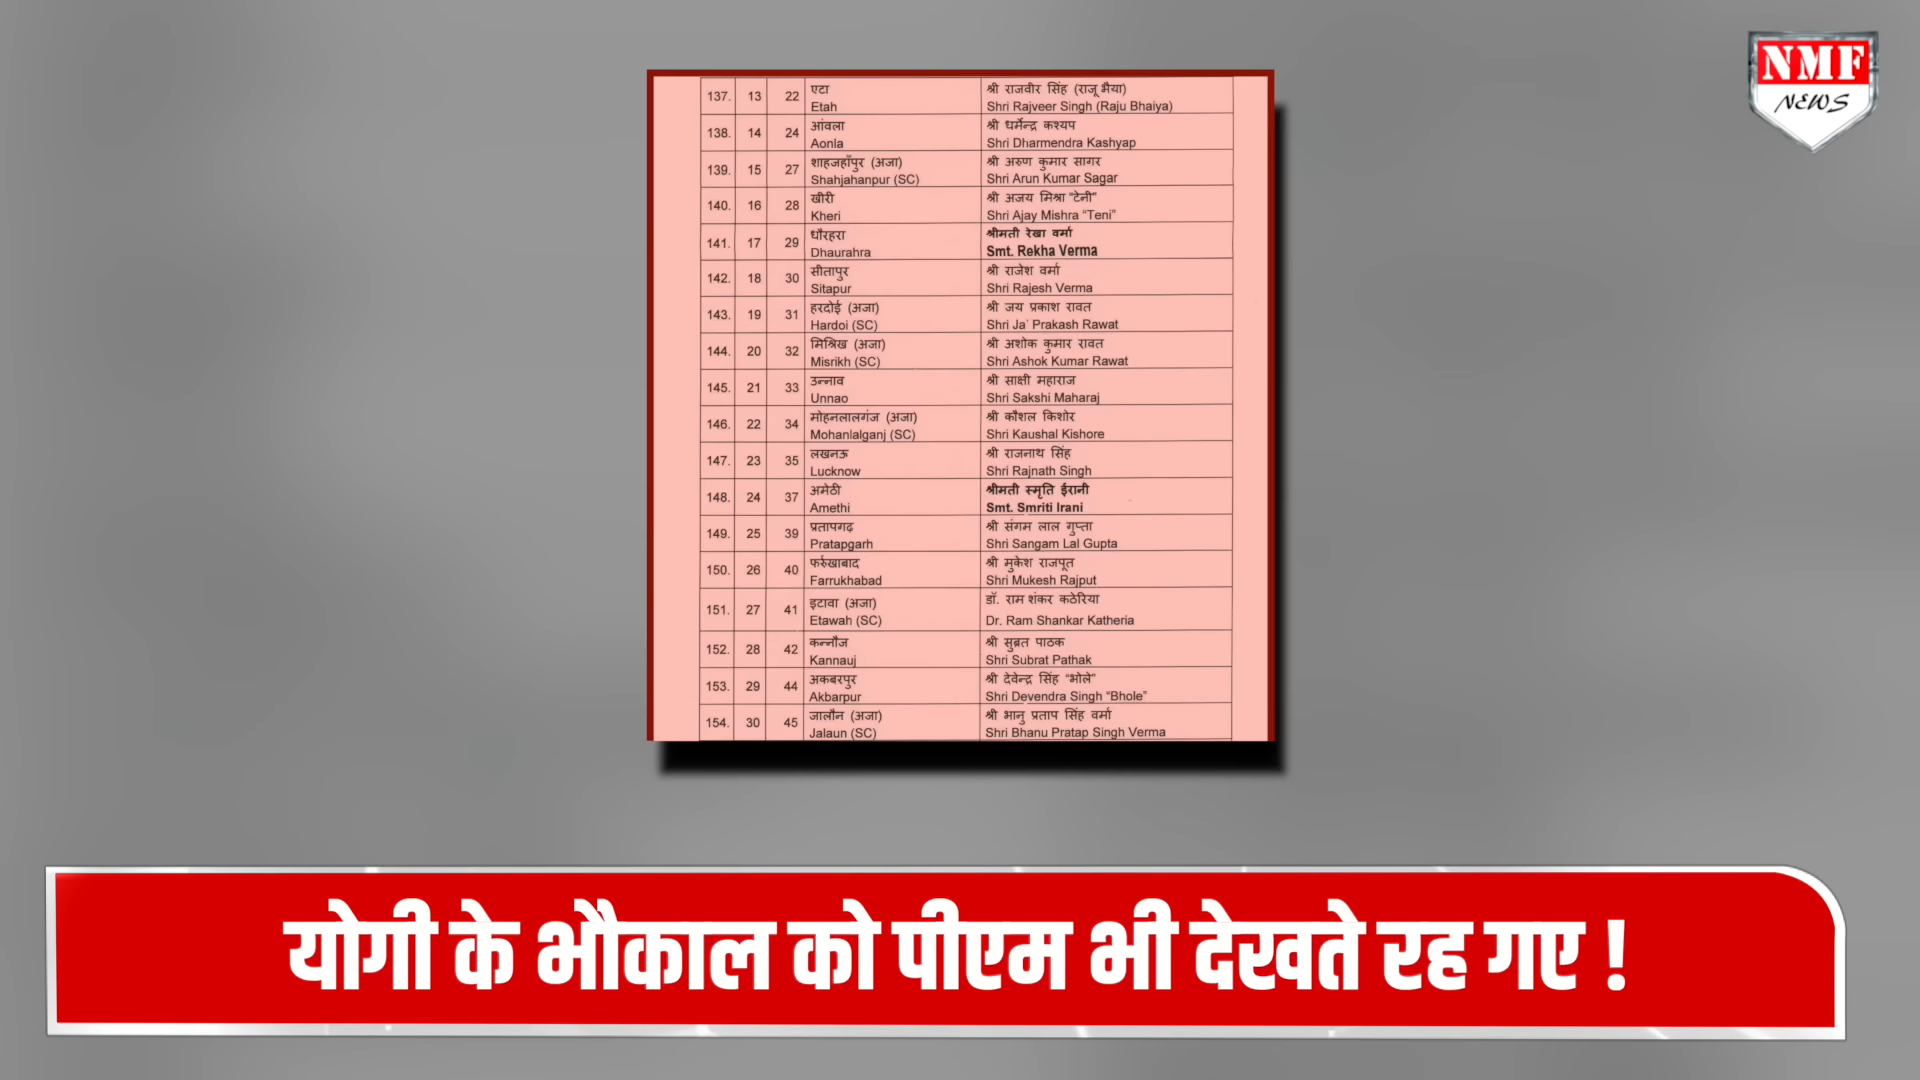 NMF
NEWS
137. 13 22 एटा श्री राजवीर सिंह (राजू भैया)
Etah Shri Rajveer Singh (Raju Bhaiya)
138. 14 24 आंवला श्री धर्मेन्द्र कश्यप
Aonla Shri Dharmendra Kashyap
139. 15 27 शाहजहाँपुर (अजा) श्री अरुण कुमार सागर
Shahjahanpur (SC) Shri Arun Kumar Sagar
140. 16 28 खीरी श्री अजय मिश्रा "टेनी"
Kheri Shri Ajay Mishra “Teni”
141. 17 29 धौरहरा श्रीमती रेखा वर्मा
Dhaurahra Smt. Rekha Verma
142. 18 30 सीतापुर श्री राजेश वर्मा
Sitapur Shri Rajesh Verma
143. 19 31 हरदोई (अजा) श्री जय प्रकाश रावत
Hardoi (SC) Shri Ja' Prakash Rawat
144. 20 32 मिश्रिख (अजा) श्री अशोक कुमार रावत
Misrikh (SC) Shri Ashok Kumar Rawat
145. 21 33 उन्नाव श्री साक्षी महाराज
Unnao Shri Sakshi Maharaj
146. 22 34 मोहनलालगंज (अजा) श्री कौशल किशोर
Mohanlalganj (SC) Shri Kaushal Kishore
147. 23 35 लखनऊ श्री राजनाथ सिंह
Lucknow Shri Rajnath Singh
148. 24 37 अमेठी श्रीमती स्मृति ईरानी
Amethi Smt. Smriti Irani
149. 25 39 प्रतापगढ़ श्री संगम लाल गुप्ता
Pratapgarh Shri Sangam Lal Gupta
150. 26 40 फर्रुखाबाद श्री मुकेश राजपूत
Farrukhabad Shri Mukesh Rajput
151. 27 41 इटावा (अजा) डॉ. राम शंकर कठेरिया
Etawah (SC) Dr. Ram Shankar Katheria
152. 28 42 कन्नौज श्री सुब्रत पाठक
Kannauj Shri Subrat Pathak
153. 29 44 अकबरपुर श्री देवेन्द्र सिंह "भोले"
Akbarpur Shri Devendra Singh “Bhole”
154. 30 45 जालौन (अजा) श्री भानु प्रताप सिंह वर्मा
Jalaun (SC) Shri Bhanu Pratap Singh Verma
योगी के भौकाल को पीएम भी देखते रह गए !